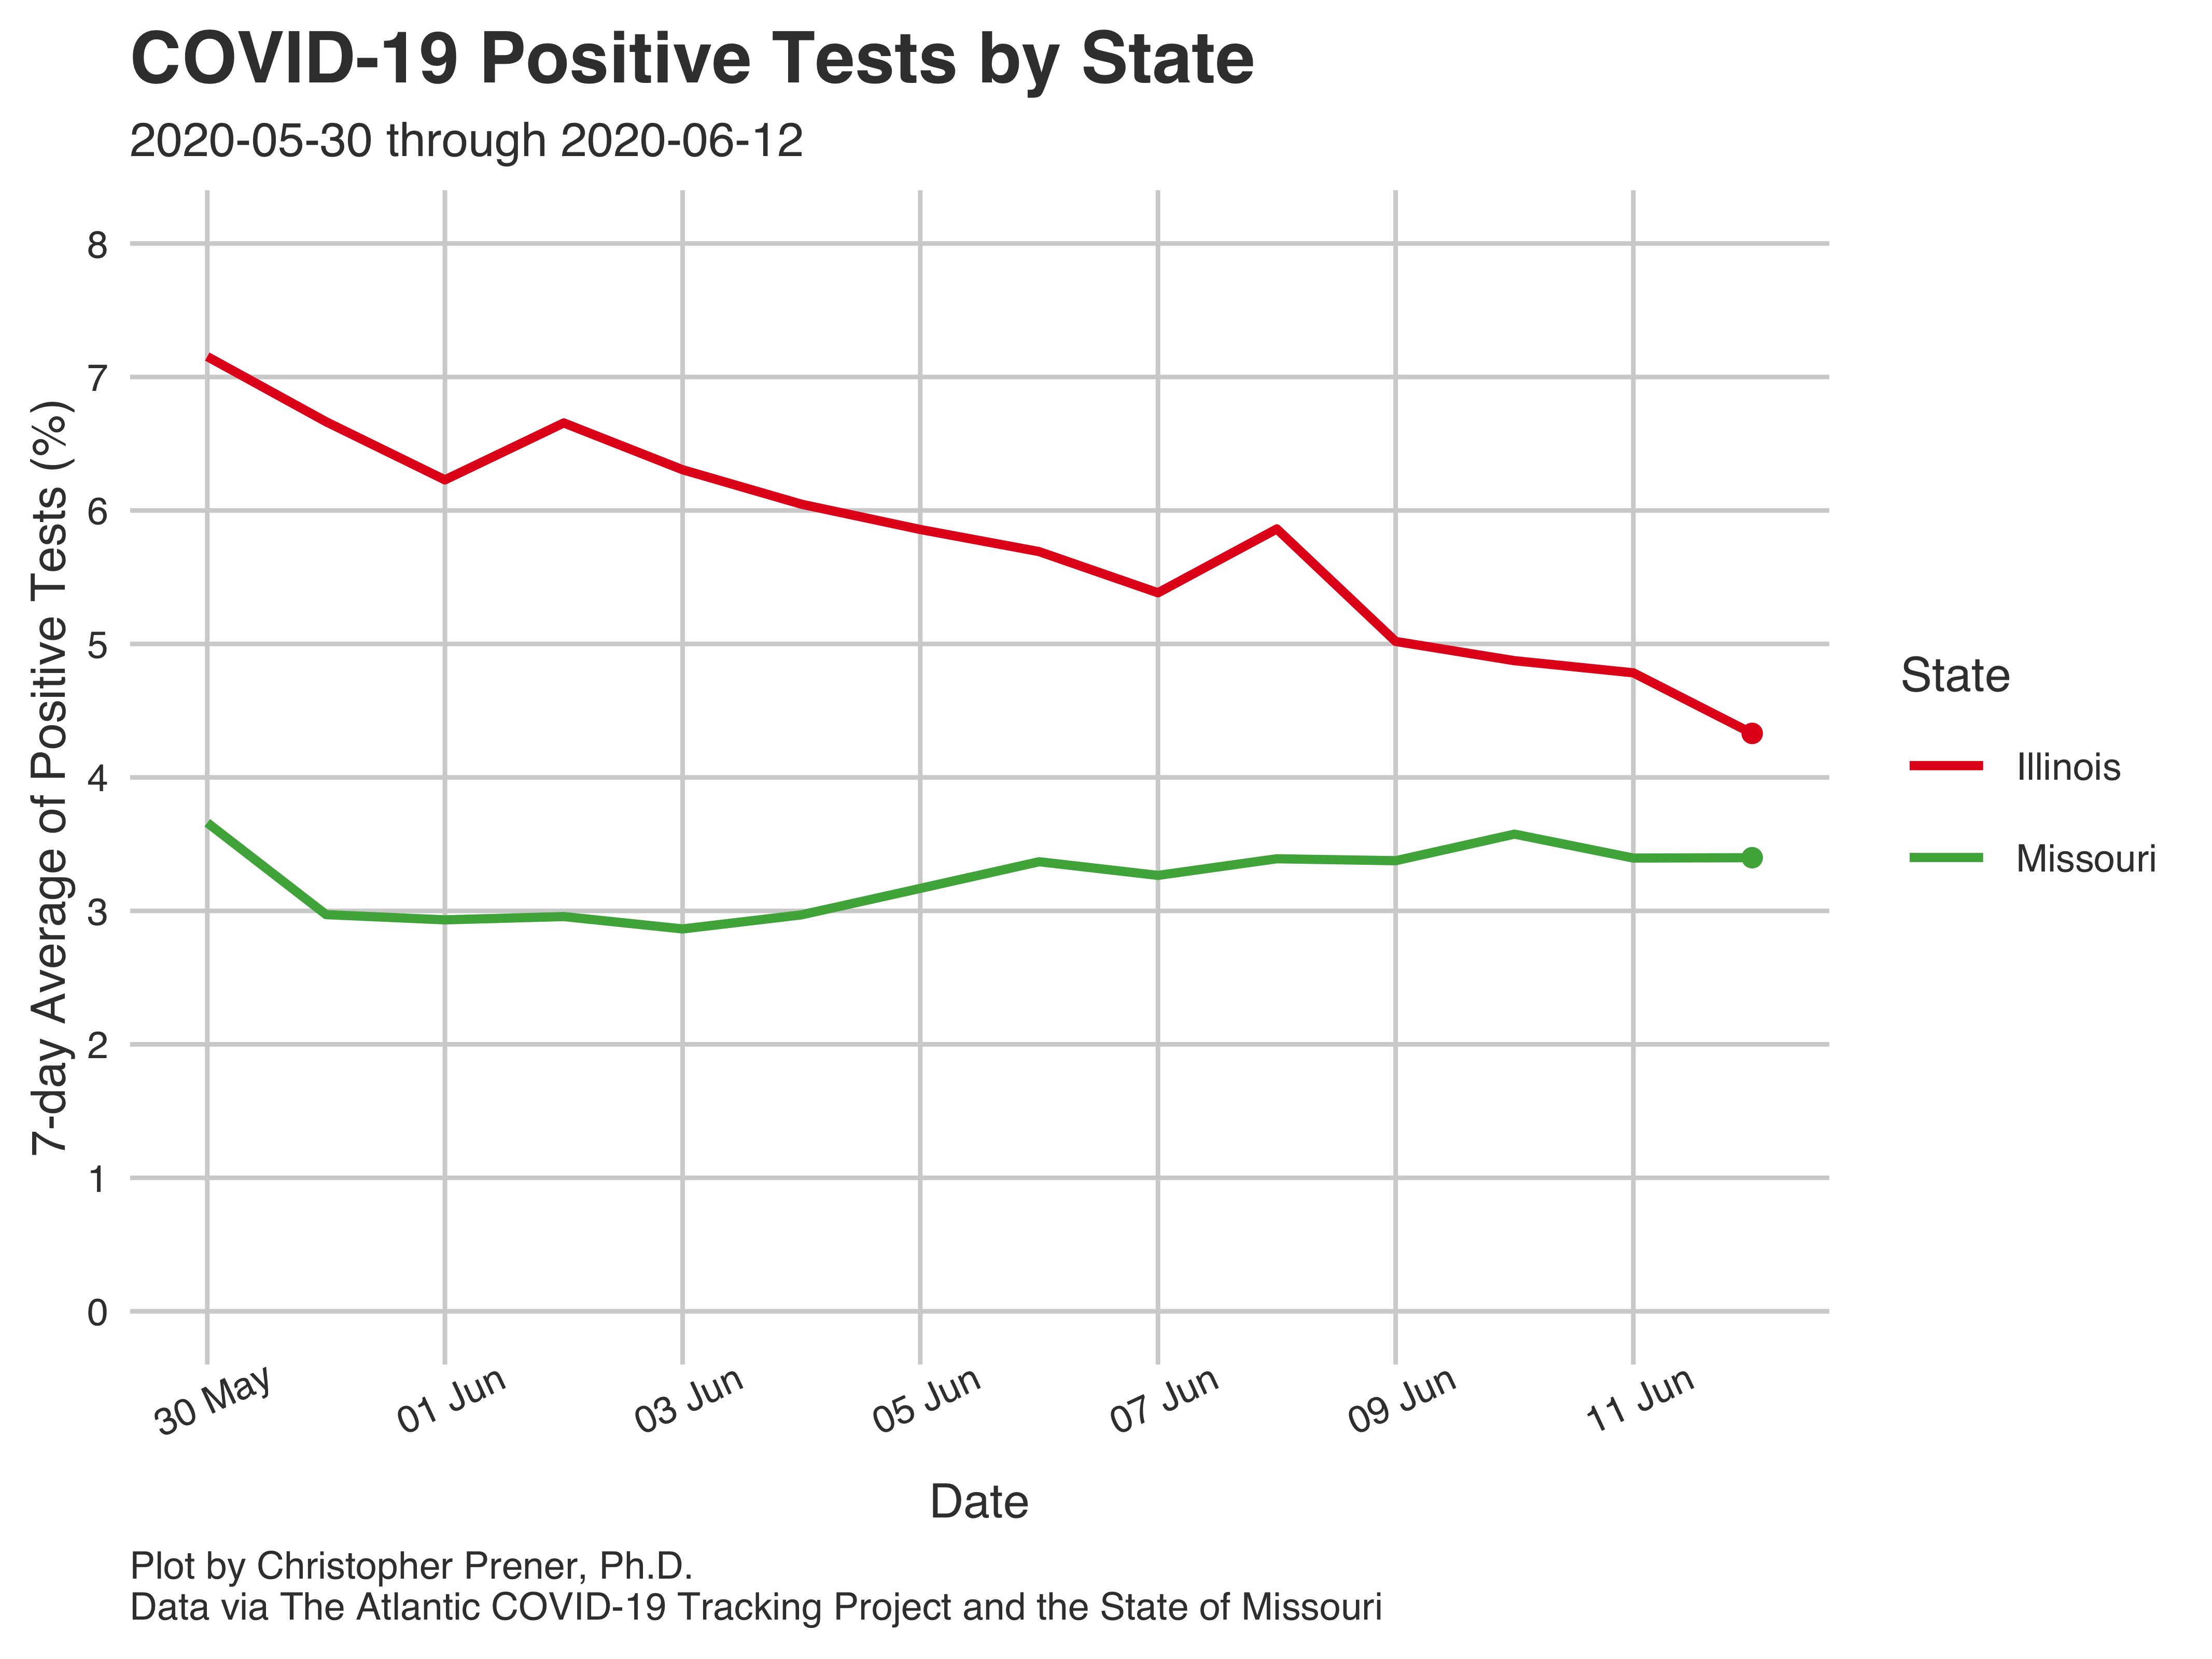 COVID-19 Positive Tests by State
2020-05-30 through 2020-06-12
7-day Average of Positive Tests (%)
8
7
6
5
4
3
2
1
0
30 May
01 Jun
03 Jun
05 Jun
07 Jun
09 Jun
11 Jun
Date
State
Illinois
Missouri
Plot by Christopher Prener, Ph.D.
Data via The Atlantic COVID-19 Tracking Project and the State of Missouri